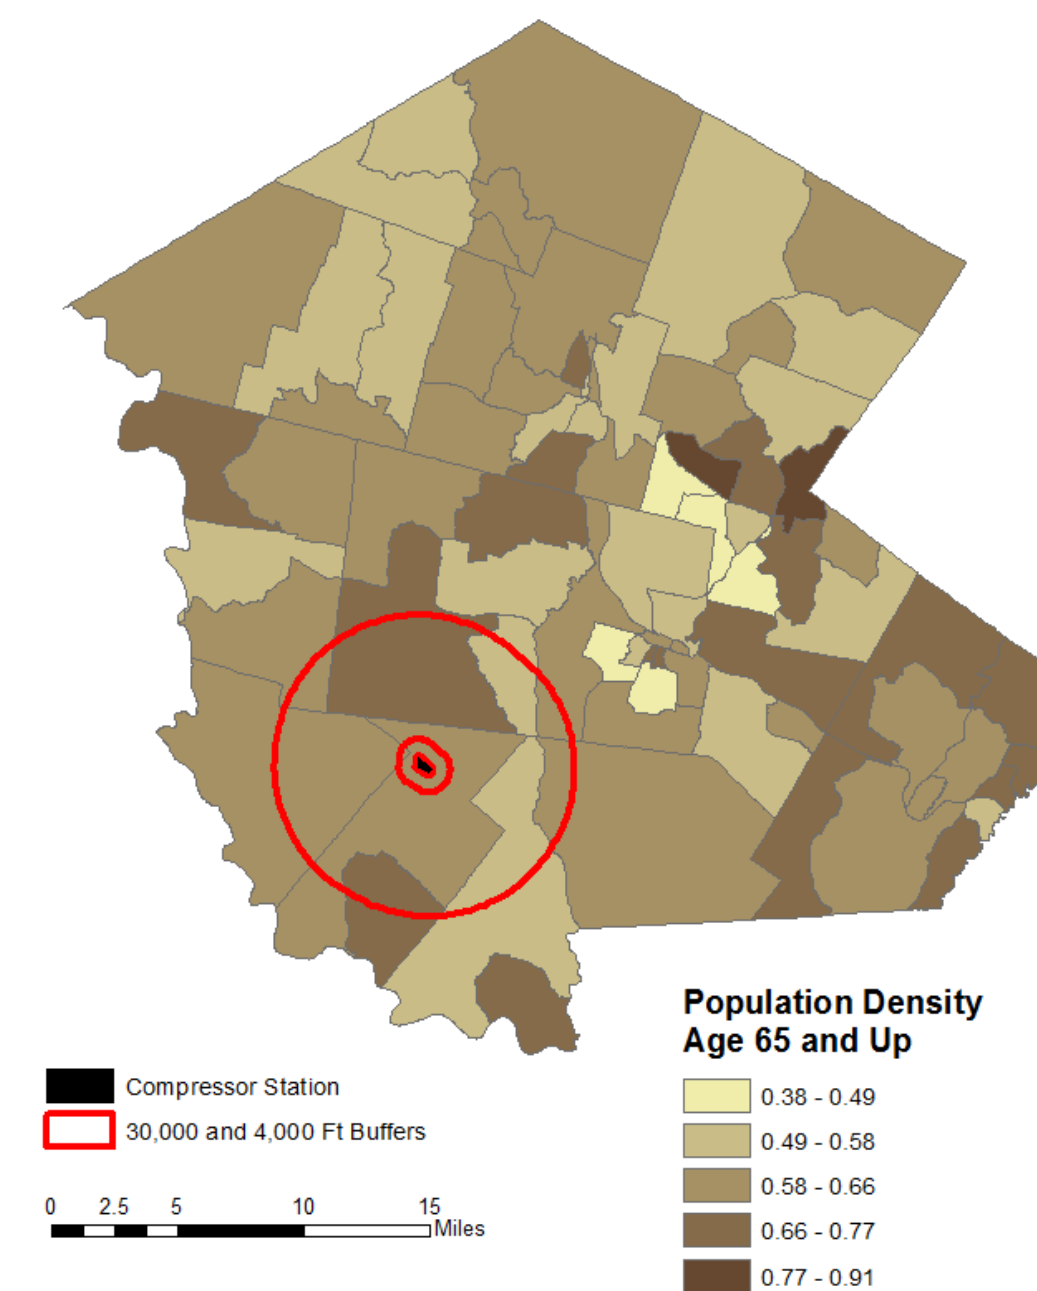 Population Density
Age 65 and Up
Compressor Station
0.38 - 0.49
30,000 and 4,000 Ft Buffers
0.49 - 0.58
0.58 - 0.66
0 2.5 5 10 15
Miles
0.66 - 0.77
0.77 - 0.91